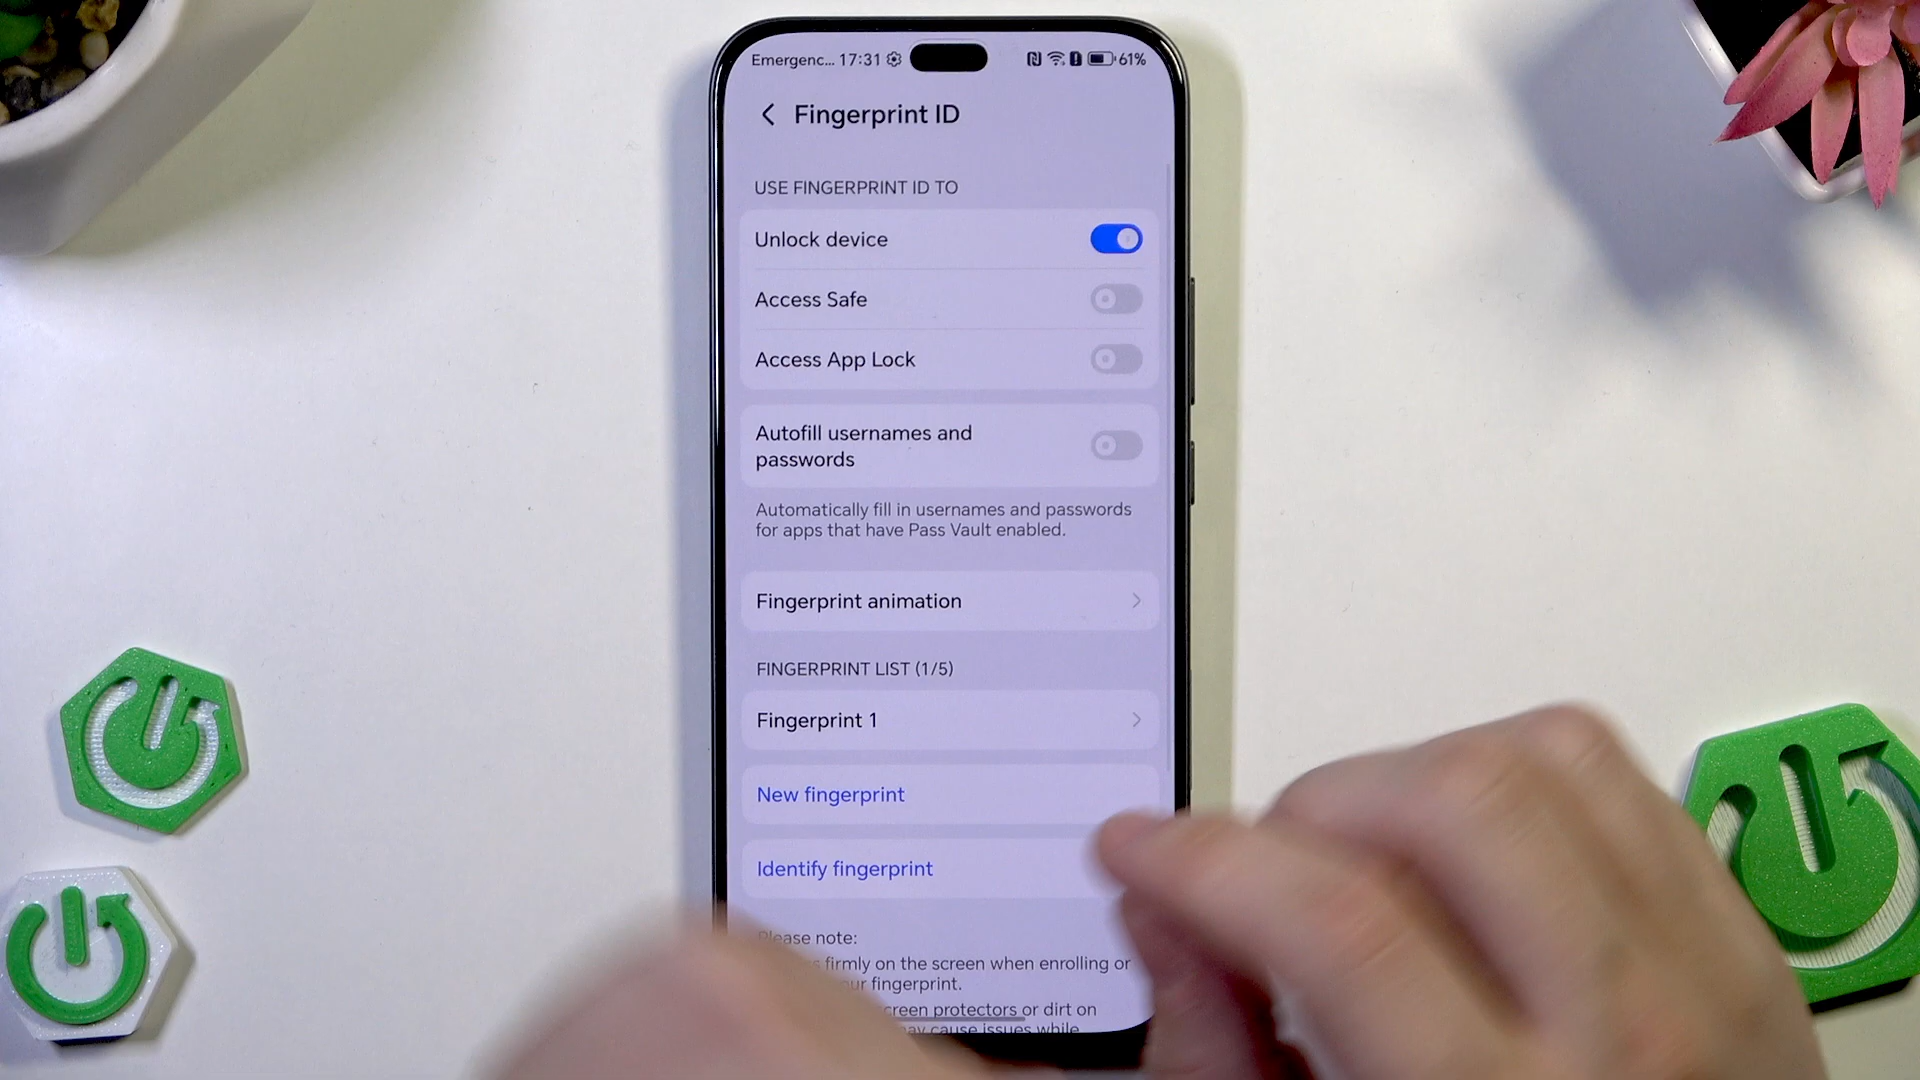 Emergenc... 17:31 61%
Fingerprint ID
USE FINGERPRINT ID TO
Unlock device
Access Safe
Access App Lock
Autofill usernames and
passwords
Automatically fill in usernames and passwords
for apps that have Pass Vault enabled.
Fingerprint animation
FINGERPRINT LIST (1/5)
Fingerprint 1
New fingerprint
Identify fingerprint
Please note:
firmly on the screen when enrolling or
fingerprint.
protectors or dirt on
cause issues while